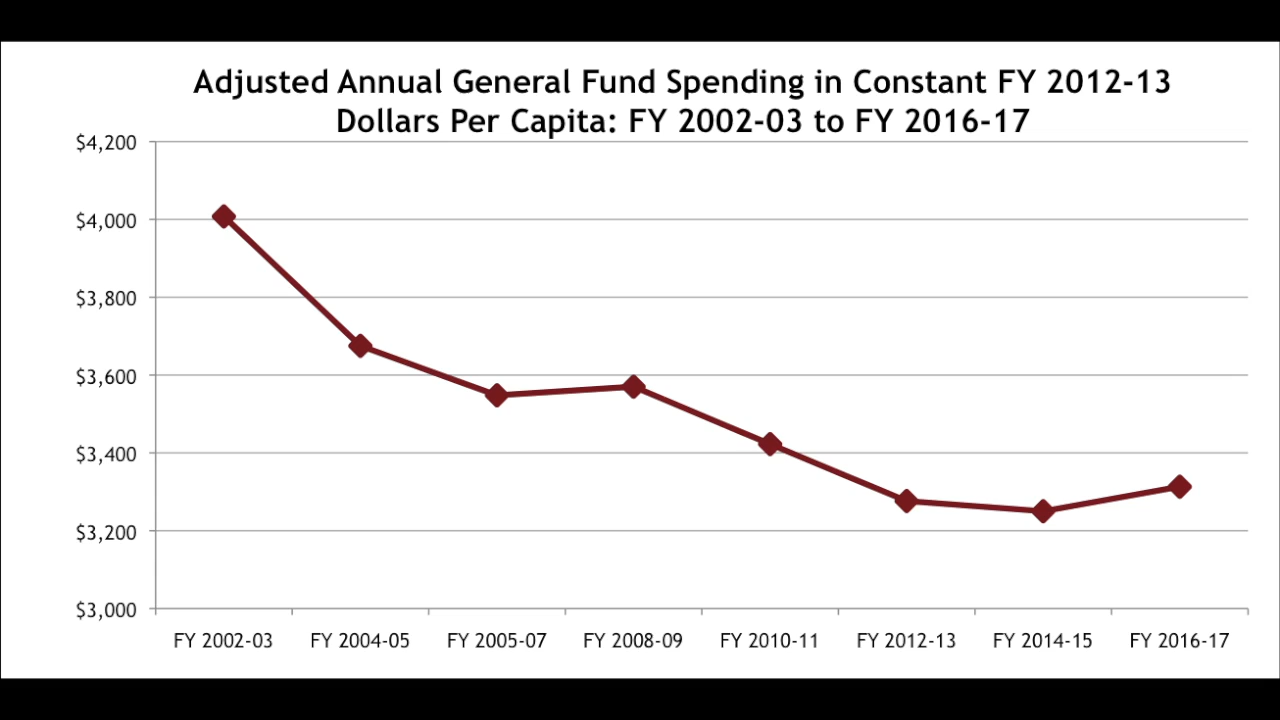 Adjusted Annual General Fund Spending in Constant FY 2012-13
Dollars Per Capita: FY 2002-03 to FY 2016-17
$4,200
$4,000
$3,800
$3,600
$3,400
$3,200
$3,000
FY 2002-03
FY 2004-05
FY 2005-07
FY 2008-09
FY 2010-11
FY 2012-13
FY 2014-15
FY 2016-17